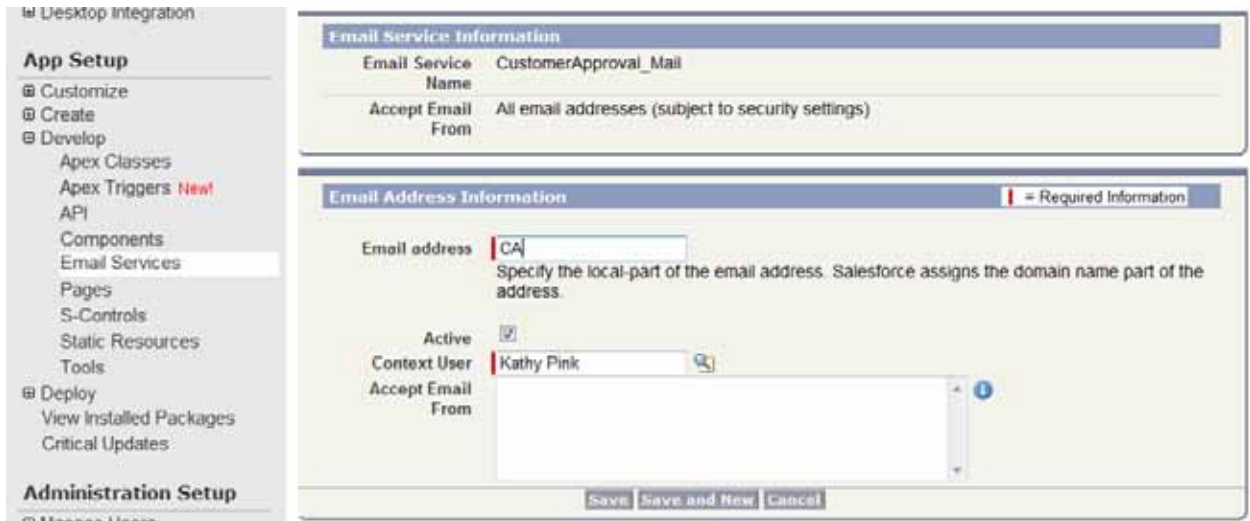 Desktop Integration
App Setup
Customize
Create
Develop
Apex Classes
Apex Triggers New!
API
Components
Email Services
Pages
S-Controls
Static Resources
Tools
Deploy
View Installed Packages
Critical Updates
Administration Setup
Manage Users
Email Service Information
Email Service Name CustomerApproval_Mail
Accept Email From All email addresses (subject to security settings)
Email Address Information = Required Information
Email address CA
Specify the local-part of the email address. Salesforce assigns the domain name part of the
address.
Active
Context User Kathy Pink
Accept Email From
Save Save and New Cancel